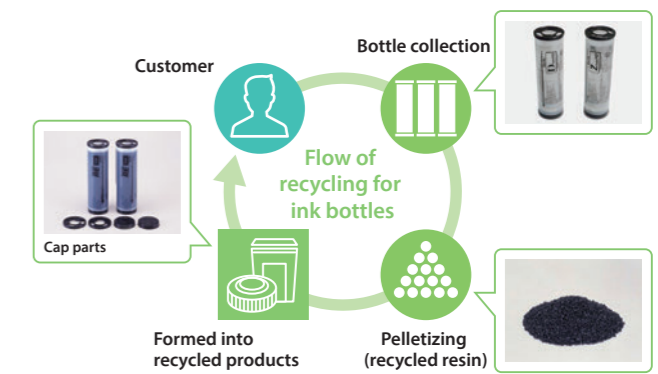 Customer
Bottle collection
Flow of
recycling for
ink bottles
Cap parts
Formed into
recycled products
Pelletizing
(recycled resin)